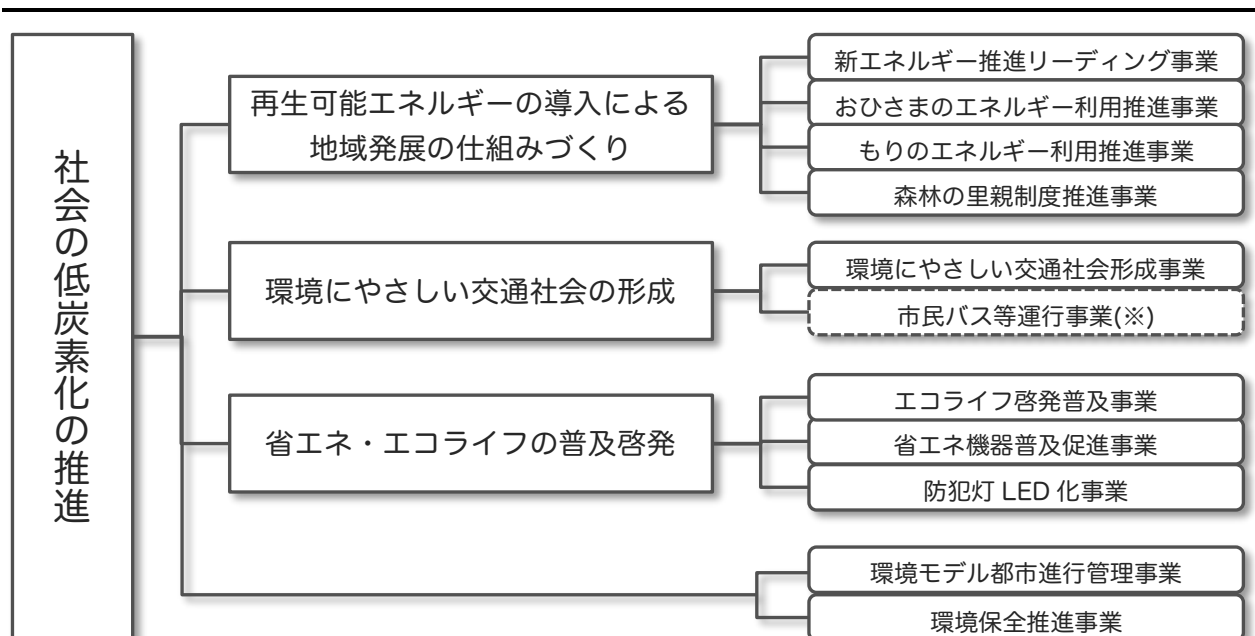 社会の低炭素化の推進
再生可能エネルギーの導入による
地域発展の仕組みづくり
新エネルギー推進リーディング事業
おひさまのエネルギー利用推進事業
もりのエネルギー利用推進事業
森林の里親制度推進事業
環境にやさしい交通社会の形成
環境にやさしい交通社会形成事業
市民バス等運行事業(※)
省エネ・エコライフの普及啓発
エコライフ啓発普及事業
省エネ機器普及促進事業
防犯灯 LED 化事業
環境モデル都市進行管理事業
環境保全推進事業